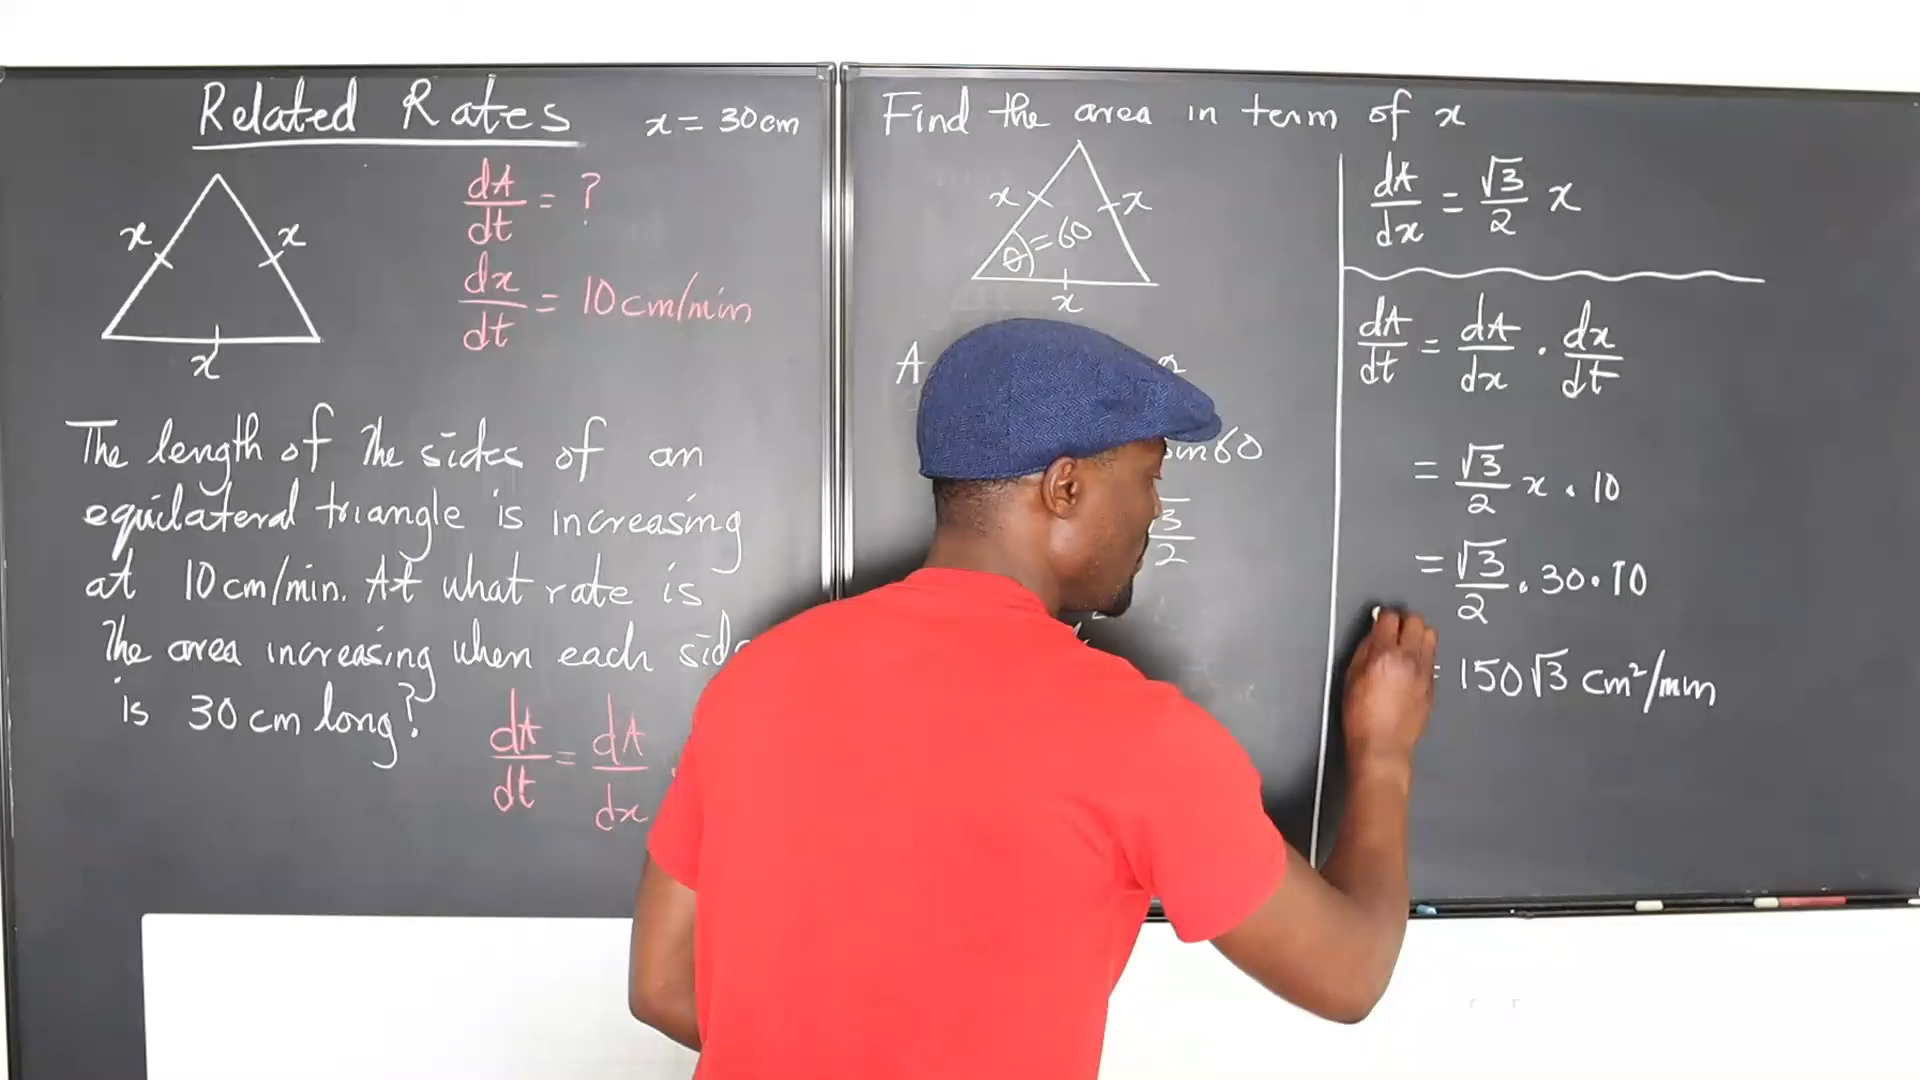 Related Rates
x = 30cm
dA/dt = ?
dx/dt = 10cm/min
x
x
x
The length of the sides of an
equilateral triangle is increasing
at 10cm/min. At what rate is
the area increasing when each
is 30cm long?
dA/dt = dA/dx
Find the area in term of x
x
x
θ = 60
x
A
60
2
dA/dx = √3/2 x
dA/dt = dA/dx · dx/dt
= √3/2 x · 10
= √3/2 · 30 · 10
= 150√3 cm²/min